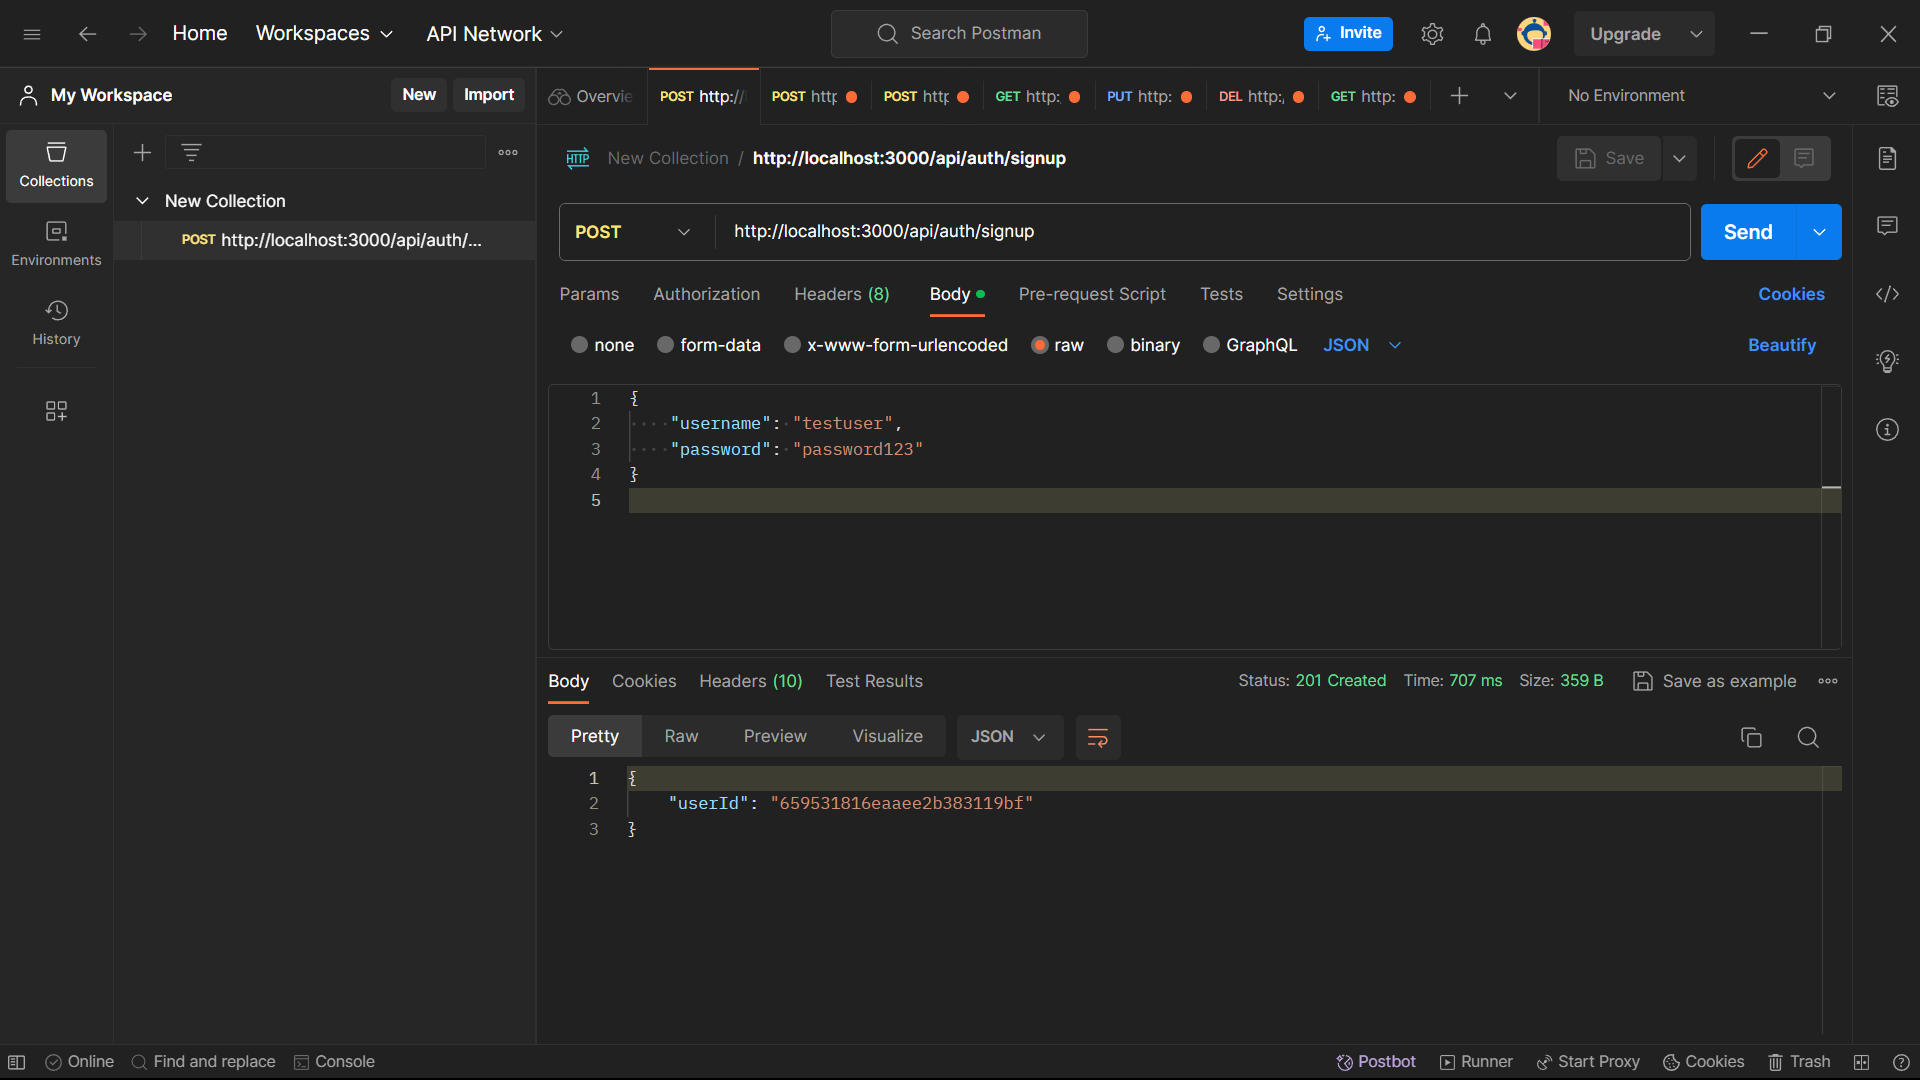 Home Workspaces API Network Search Postman Invite Upgrade
My Workspace New Import Overvie POST http:// POST http POST http GET http: PUT http: DEL http: GET http: No Environment
New Collection / http://localhost:3000/api/auth/signup Save
Collections
New Collection
POST http://localhost:3000/api/auth/...
POST http://localhost:3000/api/auth/signup Send
Environments
Params Authorization Headers (8) Body Pre-request Script Tests Settings Cookies
History
none form-data x-www-form-urlencoded raw binary GraphQL JSON Beautify
1 {
2 "username": "testuser",
3 "password": "password123"
4 }
5
Body Cookies Headers (10) Test Results Status: 201 Created Time: 707 ms Size: 359 B Save as example
Pretty Raw Preview Visualize JSON
1 {
2 "userId": "659531816eaaee2b383119bf"
3 }
Online Find and replace Console Postbot Runner Start Proxy Cookies Trash